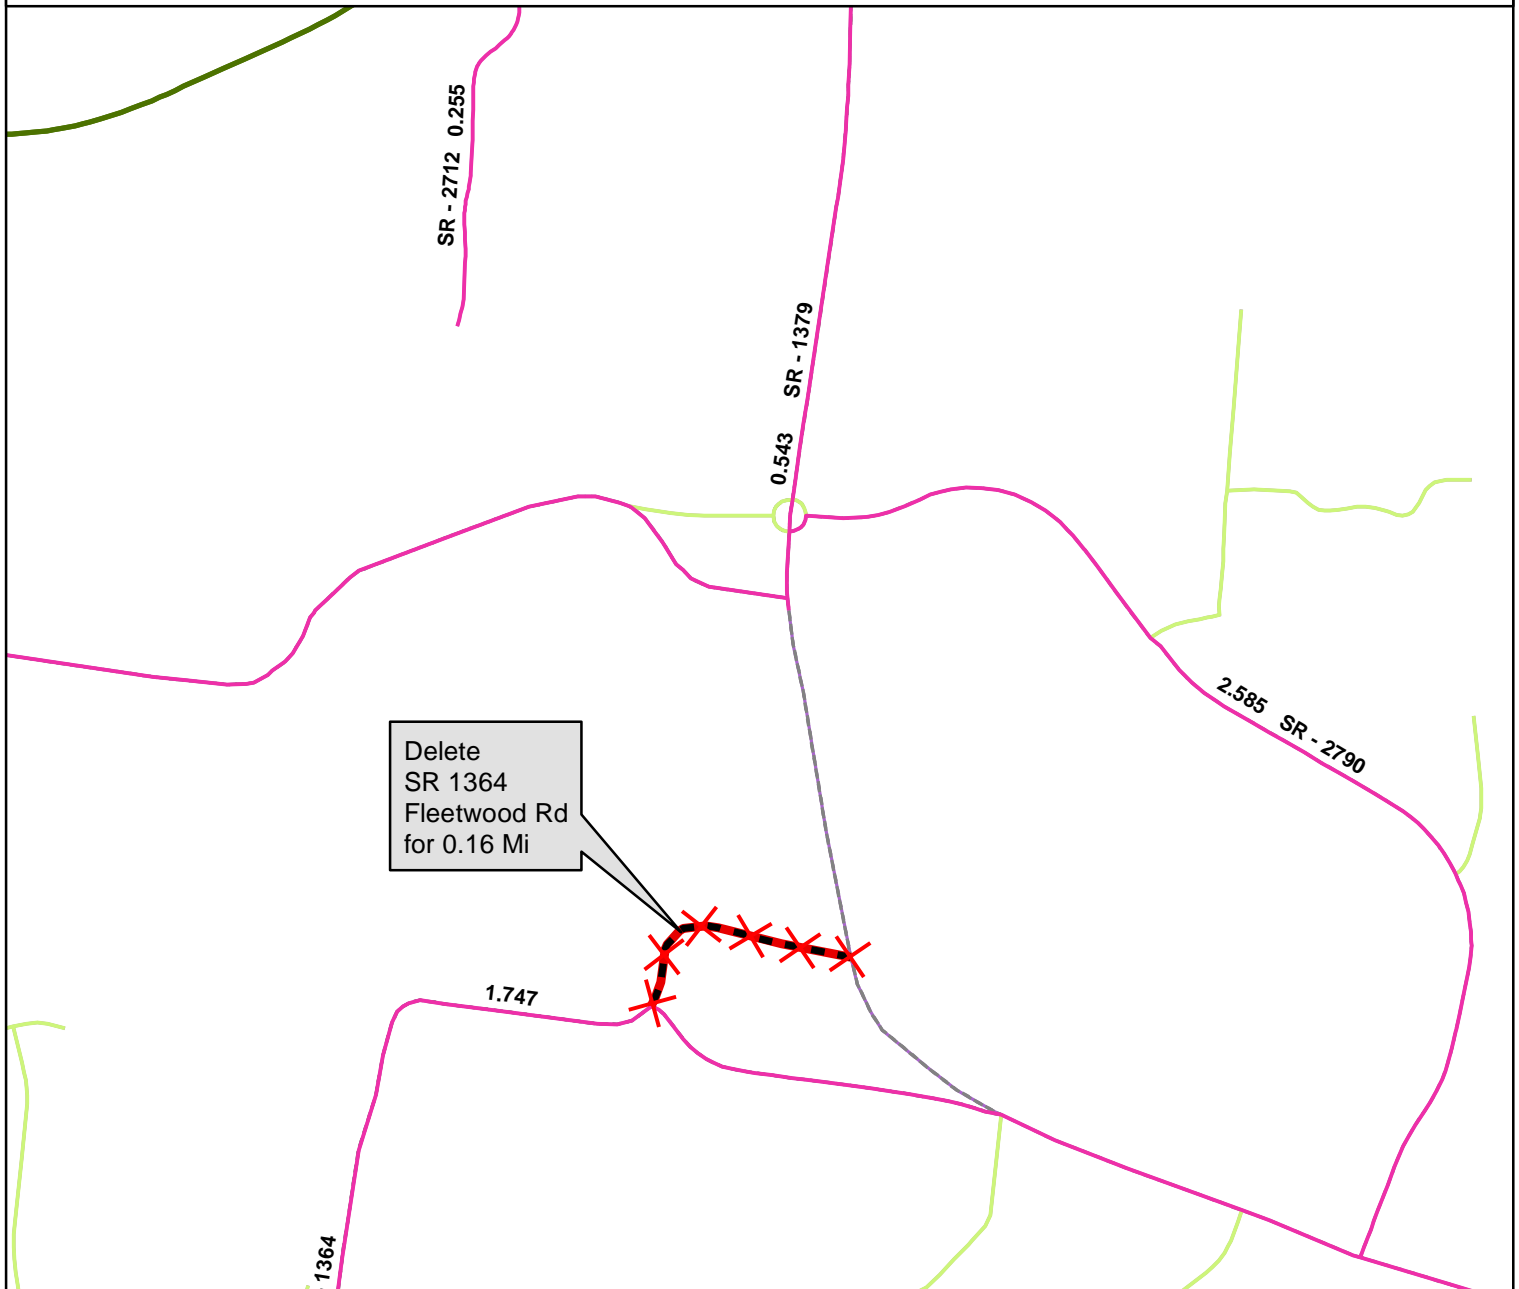 SR - 2712 0.255
SR - 1379
0.543
2.585 SR - 2790
Delete
SR 1364
Fleetwood Rd
for 0.16 Mi
1.747
1364